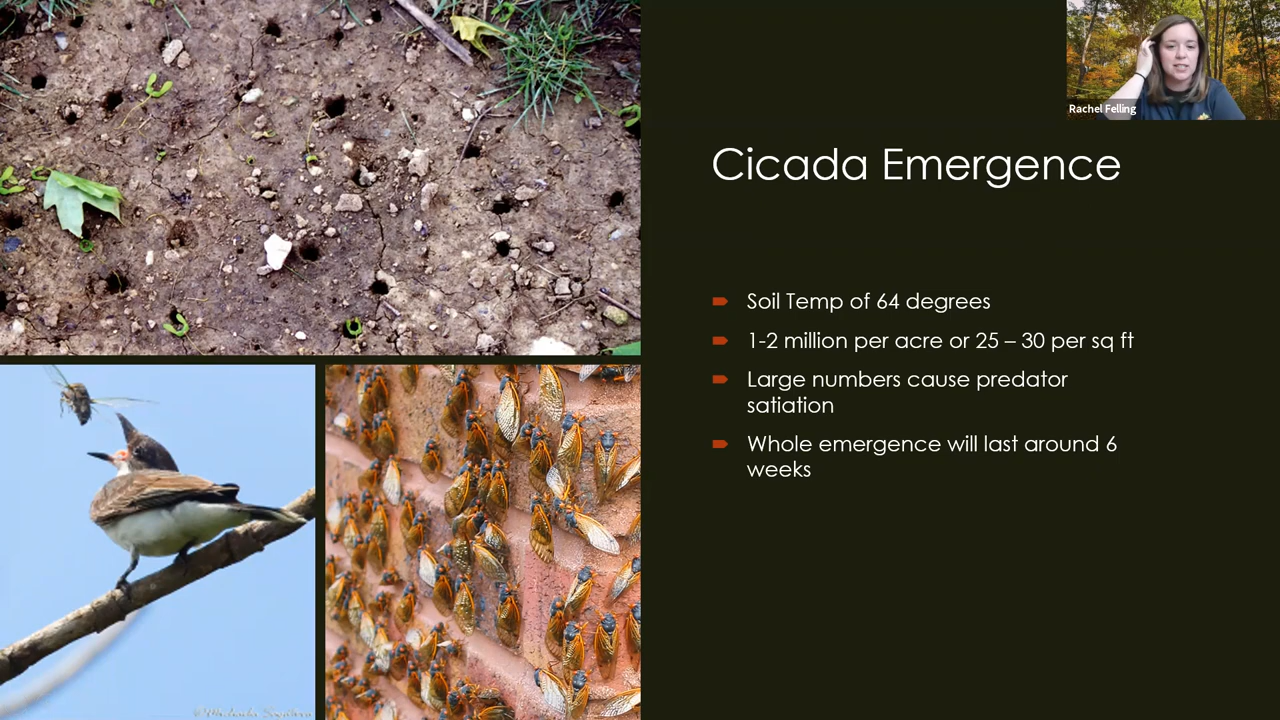 Rachel Felling
Cicada Emergence
Soil Temp of 64 degrees
1-2 million per acre or 25 – 30 per sq ft
Large numbers cause predator
satiation
Whole emergence will last around 6
weeks